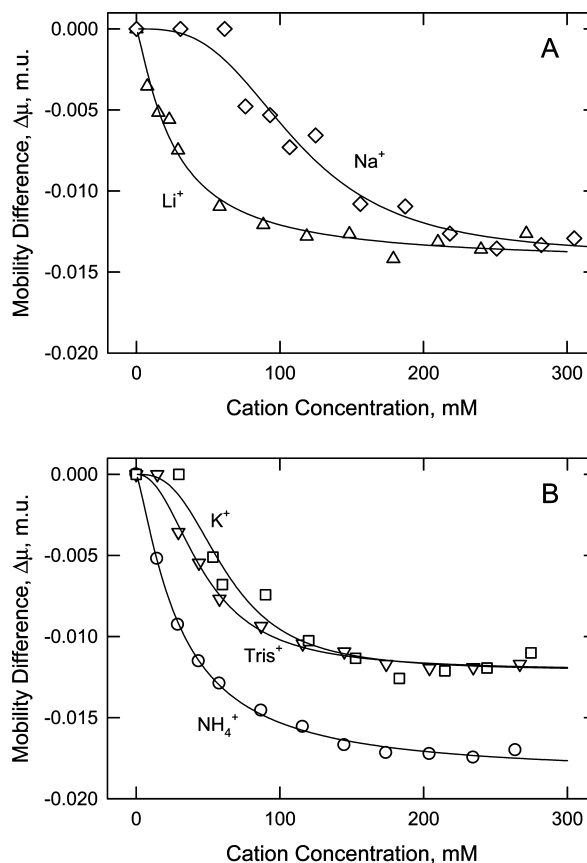 A
0.000
-0.005
-0.010
-0.015
-0.020
Mobility Difference, Δμ, m.u.
Na⁺
Li⁺
0 100 200 300
Cation Concentration, mM
B
0.000
-0.005
-0.010
-0.015
-0.020
Mobility Difference, Δμ, m.u.
K⁺
Tris⁺
NH₄⁺
0 100 200 300
Cation Concentration, mM